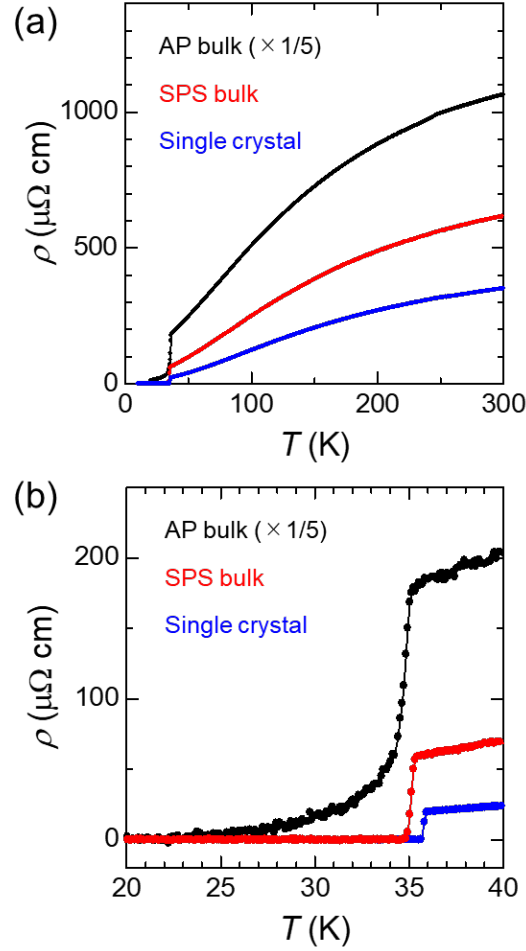 (a)
AP bulk (×1/5)
SPS bulk
Single crystal
1000
500
0
ρ (μΩ cm)
100
200
300
T (K)
(b)
AP bulk (×1/5)
SPS bulk
Single crystal
200
100
0
ρ (μΩ cm)
20
25
30
35
40
T (K)